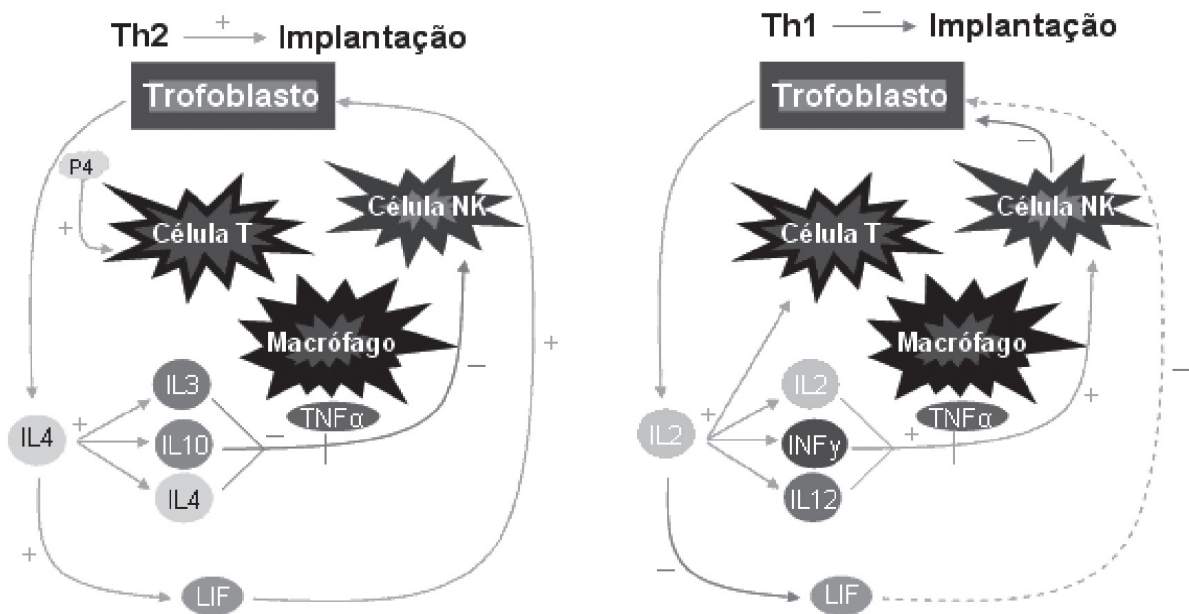 Th2 + Implantação
Trofoblasto
P4
+
Célula T
Célula NK
Macrófago
TNFα
IL4
+
IL3
IL10
IL4
−
−
+
+
LIF
Th1 − Implantação
Trofoblasto
−
Célula T
Célula NK
Macrófago
TNFα
IL2
+
IL2
INFy
IL12
+
+
−
−
LIF